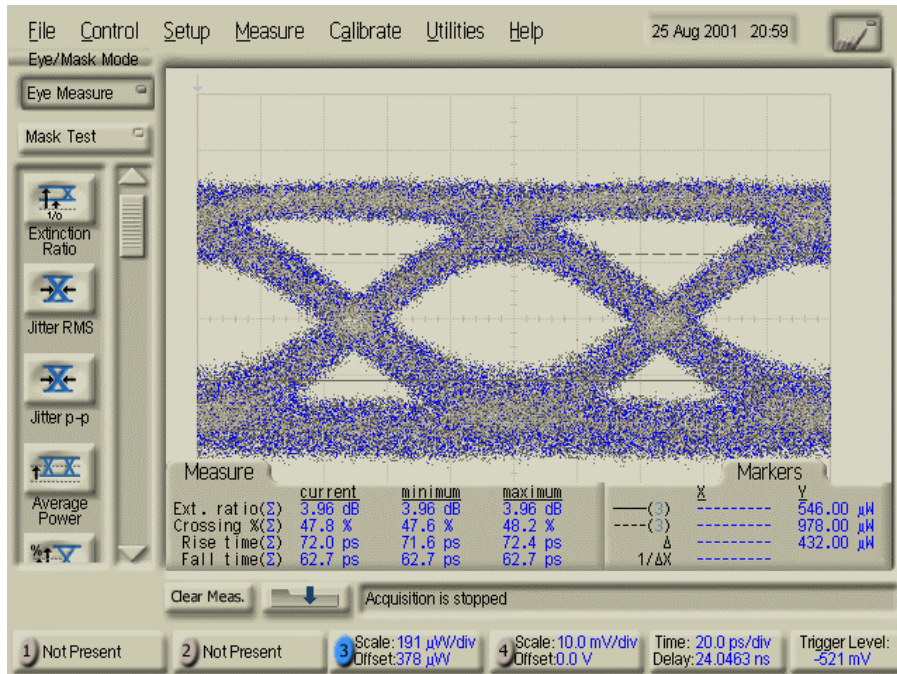 File Control Setup Measure Calibrate Utilities Help 25 Aug 2001 20:59
Eye/Mask Mode
Eye Measure
Mask Test
1/0
Extinction
Ratio
Jitter RMS
Jitter p-p
Average
Power
%
Measure
current minimum maximum
Ext. ratio(Σ) 3.96 dB 3.96 dB 3.96 dB
Crossing %(Σ) 47.8 % 47.6 % 48.2 %
Rise time(Σ) 72.0 ps 71.6 ps 72.4 ps
Fall time(Σ) 62.7 ps 62.7 ps 62.7 ps
Markers
X Y
——(3) --------- 546.00 µW
----(3) --------- 978.00 µW
Δ --------- 432.00 µW
1/ΔX ---------
Clear Meas. Acquisition is stopped
1 Not Present
2 Not Present
3 Scale: 191 µW/div
Offset:378 µW
4 Scale: 10.0 mV/div
Offset:0.0 V
Time: 20.0 ps/div
Delay:24.0463 ns
Trigger Level:
-521 mV